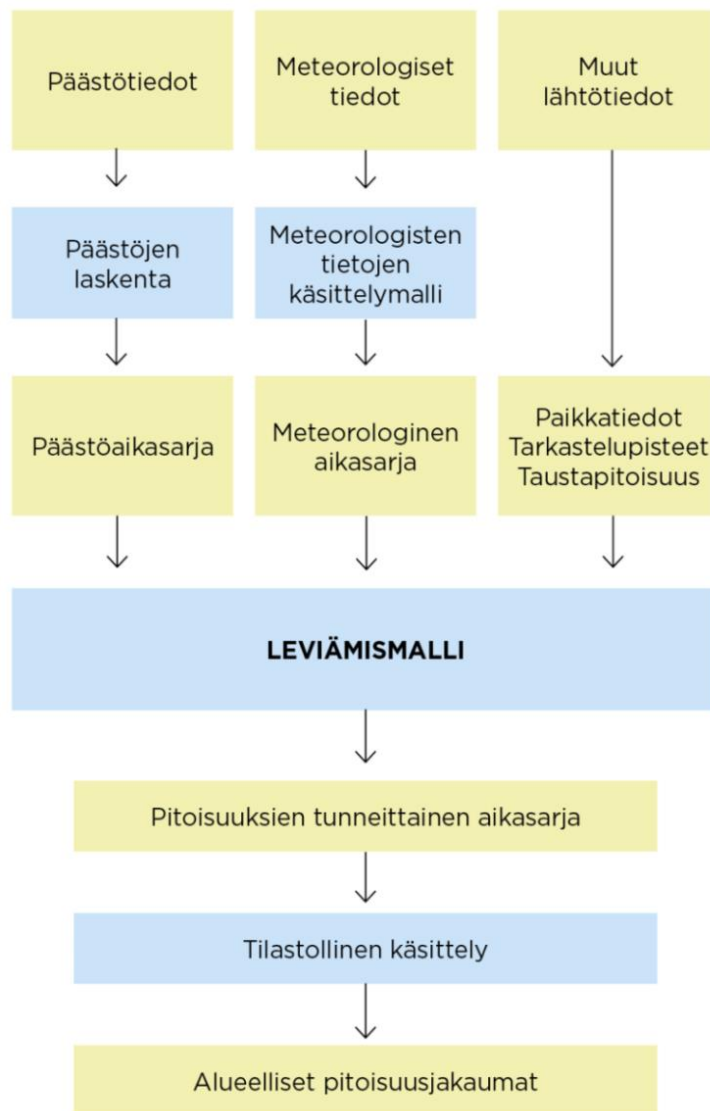 Päästötiedot
Meteorologiset
tiedot
Muut
lähtötiedot
Päästöjen
laskenta
Meteorologisten
tietojen
käsittelymalli
Päästöaikasarja
Meteorologinen
aikasarja
Paikkatiedot
Tarkastelupisteet
Taustapitoisuus
LEVIÄMISMALLI
Pitoisuuksien tunneittainen aikasarja
Tilastollinen käsittely
Alueelliset pitoisuusjakaumat